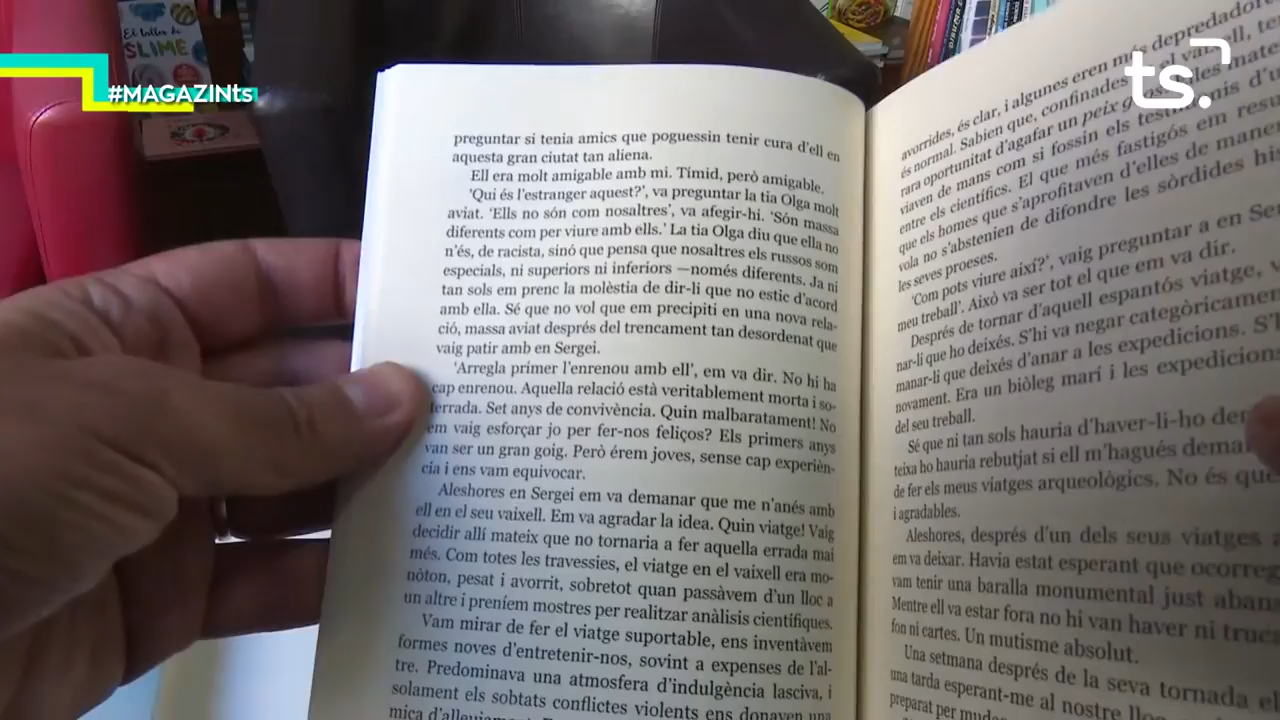 El taller de
SLIME
#MAGAZINts
ts.
preguntar si tenia amics que poguessin tenir cura d'ell en
aquesta gran ciutat tan aliena.
Ell era molt amigable amb mi. Tímid, però amigable.
'Qui és l'estranger aquest?', va preguntar la tia Olga molt
aviat. 'Ells no són com nosaltres', va afegir-hi. 'Són massa
diferents com per viure amb ells.' La tia Olga diu que ella no
n'és, de racista, sinó que pensa que nosaltres els russos som
especials, ni superiors ni inferiors —només diferents. Ja ni
tan sols em prenc la molèstia de dir-li que no estic d'acord
amb ella. Sé que no vol que em precipiti en una nova rela-
ció, massa aviat després del trencament tan desordenat que
vaig patir amb en Sergei.
'Arregla primer l'enrenou amb ell', em va dir. No hi ha
cap enrenou. Aquella relació està veritablement morta i so-
terrada. Set anys de convivència. Quin malbaratament! No
em vaig esforçar jo per fer-nos feliços? Els primers anys
van ser un gran goig. Però érem joves, sense cap experièn-
cia i ens vam equivocar.
Aleshores en Sergei em va demanar que me n'anés amb
ell en el seu vaixell. Em va agradar la idea. Quin viatge! Vaig
decidir allí mateix que no tornaria a fer aquella errada mai
més. Com totes les travessies, el viatge en el vaixell era mo-
nòton, pesat i avorrit, sobretot quan passàvem d'un lloc a
un altre i preníem mostres per realitzar anàlisis científiques.
Vam mirar de fer el viatge suportable, ens inventàvem
formes noves d'entretenir-nos, sovint a expenses de l'al-
tre. Predominava una atmosfera d'indulgència lasciva, i
solament els sobtats conflictes violents ens donaven una
mica d'alleujament.
avorrides, és clar, i algunes eren més depredadores
és normal. Sabien que, confinades el vaixell,
rara oportunitat d'agafar un peix gros les
viaven de mans com si fossin els testimonis
entre els científics. El que més fastigós em
que els homes que s'aprofitaven d'elles de
vola no s'abstenien de difondre les sòrdides
les seves proeses.
'Com pots viure així?', vaig preguntar a en
meu treball'. Això va ser tot el que em va dir.
Després de tornar d'aquell espantós viatge,
nar-li que ho deixés. S'hi va negar
manar-li que deixés d'anar a les expedicions.
novament. Era un biòleg marí i les
del seu treball.
Sé que ni tan sols hauria d'haver-li-ho
teixa ho hauria rebutjat si ell m'hagués
de fer els meus viatges arqueològics. No és que
i agradables.
Aleshores, després d'un dels seus viatges
em va deixar. Havia estat esperant que
vam tenir una baralla monumental just
Mentre ell va estar fora no hi van haver ni
fon ni cartes. Un mutisme absolut.
Una setmana després de la seva tornada
una tarda esperant-me al nostre
preparat per